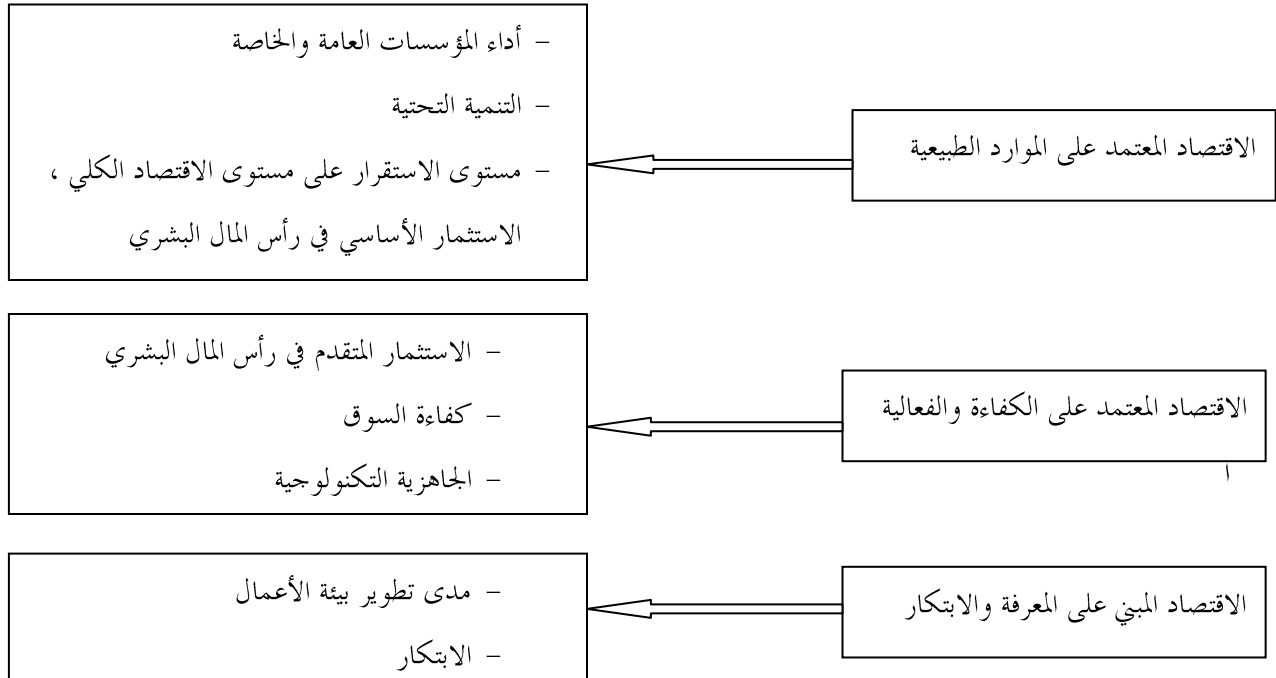 الاقتصاد المعتمد على الموارد الطبيعية
– أداء المؤسسات العامة والخاصة
– التنمية التحتية
– مستوى الاستقرار على مستوى الاقتصاد الكلي ،
الاستثمار الأساسي في رأس المال البشري
الاقتصاد المعتمد على الكفاءة والفعالية
ا
– الاستثمار المتقدم في رأس المال البشري
– كفاءة السوق
– الجاهزية التكنولوجية
الاقتصاد المبني على المعرفة والابتكار
– مدى تطوير بيئة الأعمال
– الابتكار